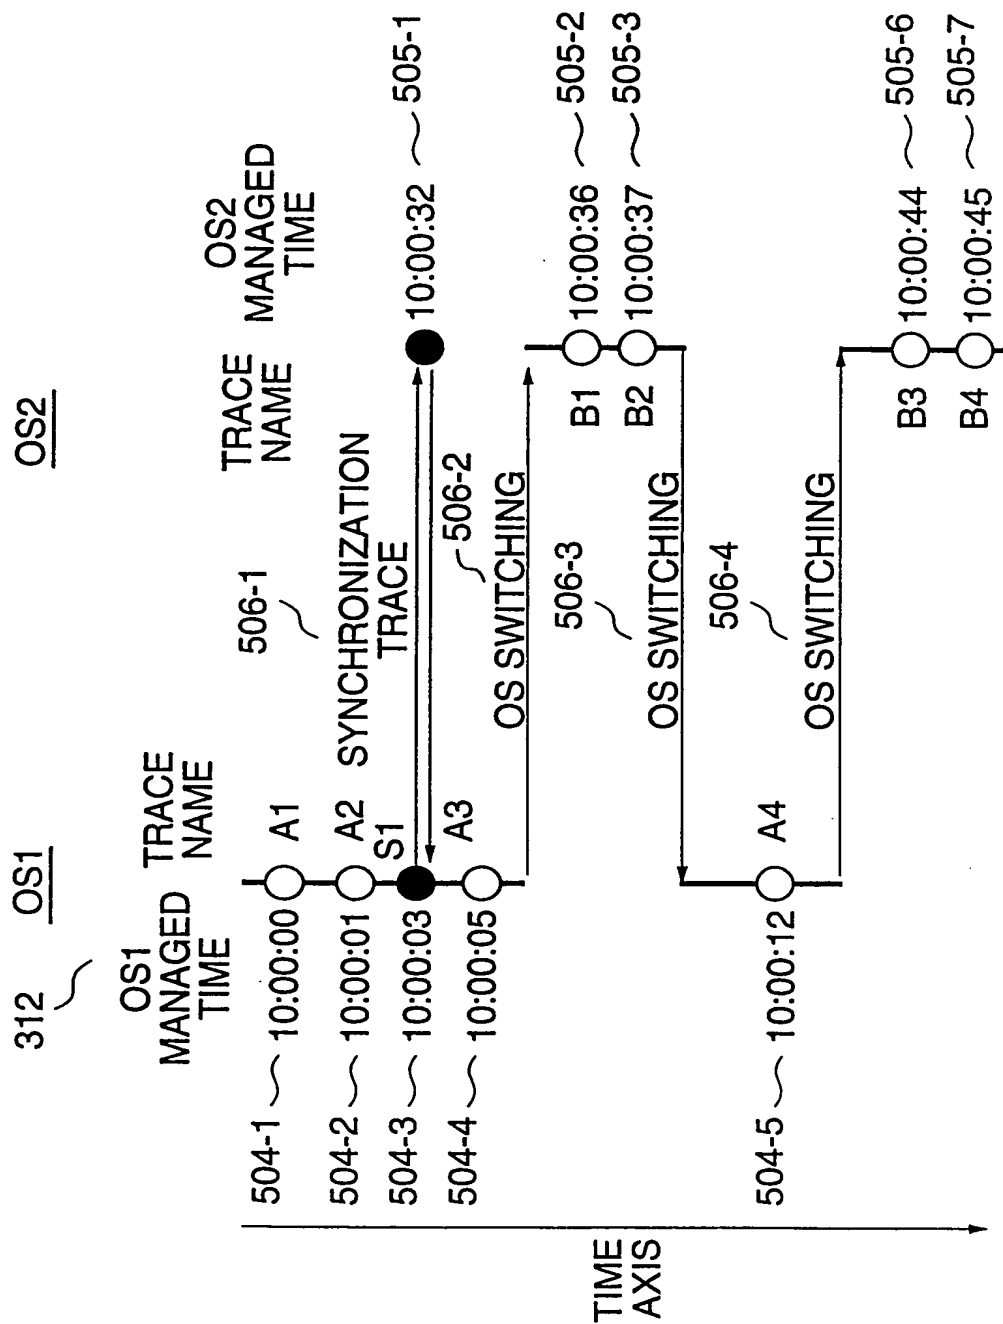 312
OS1
OS2
OS1
MANAGED
TIME
TRACE
NAME
TRACE
NAME
OS2
MANAGED
TIME
504-1 10:00:00 A1
504-2 10:00:01 A2
506-1
SYNCHRONIZATION
TRACE
504-3 10:00:03 S1
10:00:32 505-1
504-4 10:00:05 A3
506-2
OS SWITCHING
B1 10:00:36 505-2
B2 10:00:37 505-3
506-3
OS SWITCHING
504-5 10:00:12 A4
506-4
OS SWITCHING
B3 10:00:44 505-6
B4 10:00:45 505-7
TIME
AXIS